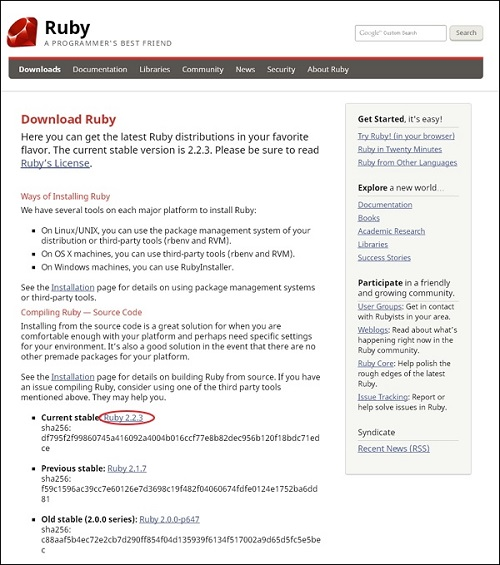 Ruby
A PROGRAMMER'S BEST FRIEND
Google™ Custom Search
Search
Downloads Documentation Libraries Community News Security About Ruby
Download Ruby
Here you can get the latest Ruby distributions in your favorite
flavor. The current stable version is 2.2.3. Please be sure to read
Ruby's License.
Ways of Installing Ruby
We have several tools on each major platform to install Ruby:
▪ On Linux/UNIX, you can use the package management system of your
distribution or third-party tools (rbenv and RVM).
▪ On OS X machines, you can use third-party tools (rbenv and RVM).
▪ On Windows machines, you can use RubyInstaller.
See the Installation page for details on using package management systems
or third-party tools.
Compiling Ruby — Source Code
Installing from the source code is a great solution for when you are
comfortable enough with your platform and perhaps need specific settings
for your environment. It's also a good solution in the event that there are no
other premade packages for your platform.
See the Installation page for details on building Ruby from source. If you have
an issue compiling Ruby, consider using one of the third party tools
mentioned above. They may help you.
▪ Current stable: Ruby 2.2.3
sha256:
df795f2f99860745a416092a4004b016ccf77e8b82dec956b120f18bdc71ed
ce
▪ Previous stable: Ruby 2.1.7
sha256:
f59c1596ac39cc7e60126e7d3698c19f482f04060674fdfe0124e1752ba6dd
81
▪ Old stable (2.0.0 series): Ruby 2.0.0-p647
sha256:
c88aaf5b4ec72e2cb7d290ff854f04d135939f6134f517002a9d65d5fc5e5be
c
Get Started, it's easy!
Try Ruby! (in your browser)
Ruby in Twenty Minutes
Ruby from Other Languages
Explore a new world…
Documentation
Books
Academic Research
Libraries
Success Stories
Participate in a friendly
and growing community.
User Groups: Get in contact
with Rubyists in your area.
Weblogs: Read about what's
happening right now in the
Ruby community.
Ruby Core: Help polish the
rough edges of the latest
Ruby.
Issue Tracking: Report or
help solve issues in Ruby.
Syndicate
Recent News (RSS)